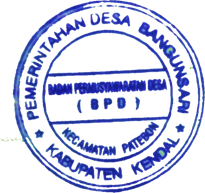 PEMERINTAHAN DESA BANGUNSARI
BADAN PERMUSYAWARATAN DESA
( BPD )
KECAMATAN PATEBON
★ KABUPATEN KENDAL ★